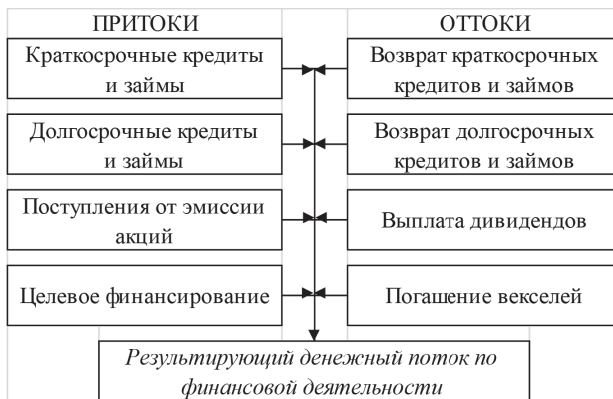 ПРИТОКИ
ОТТОКИ
Краткосрочные кредиты
и займы
Возврат краткосрочных
кредитов и займов
Долгосрочные кредиты
и займы
Возврат долгосрочных
кредитов и займов
Поступления от эмиссии
акций
Выплата дивидендов
Целевое финансирование
Погашение векселей
Результирующий денежный поток по
финансовой деятельности